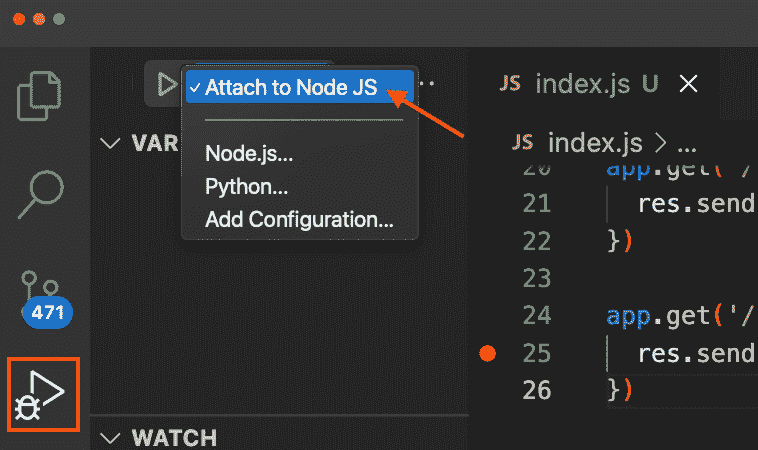 Attach to Node JS
Node.js...
Python...
Add Configuration...
VAR
471
WATCH
JS index.js U
JS index.js > ...
20 app.get('/
21 res.send
22 })
23
24 app.get('/
25 res.send
26 })